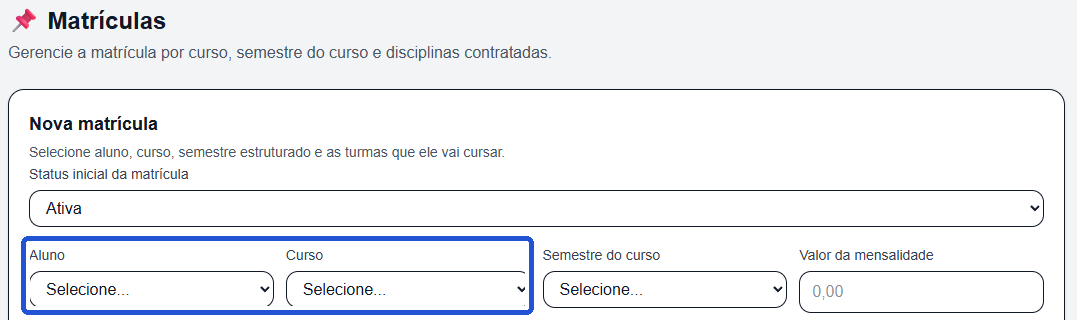 📌 Matrículas
Gerencie a matrícula por curso, semestre do curso e disciplinas contratadas.
Nova matrícula
Selecione aluno, curso, semestre estruturado e as turmas que ele vai cursar.
Status inicial da matrícula
Ativa
Aluno Curso Semestre do curso Valor da mensalidade
Selecione... Selecione... Selecione... 0,00